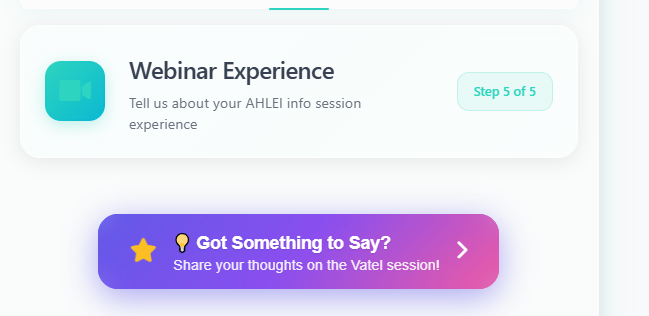 Webinar Experience
Tell us about your AHLEI info session
experience
Step 5 of 5
Got Something to Say?
Share your thoughts on the Vatel session!